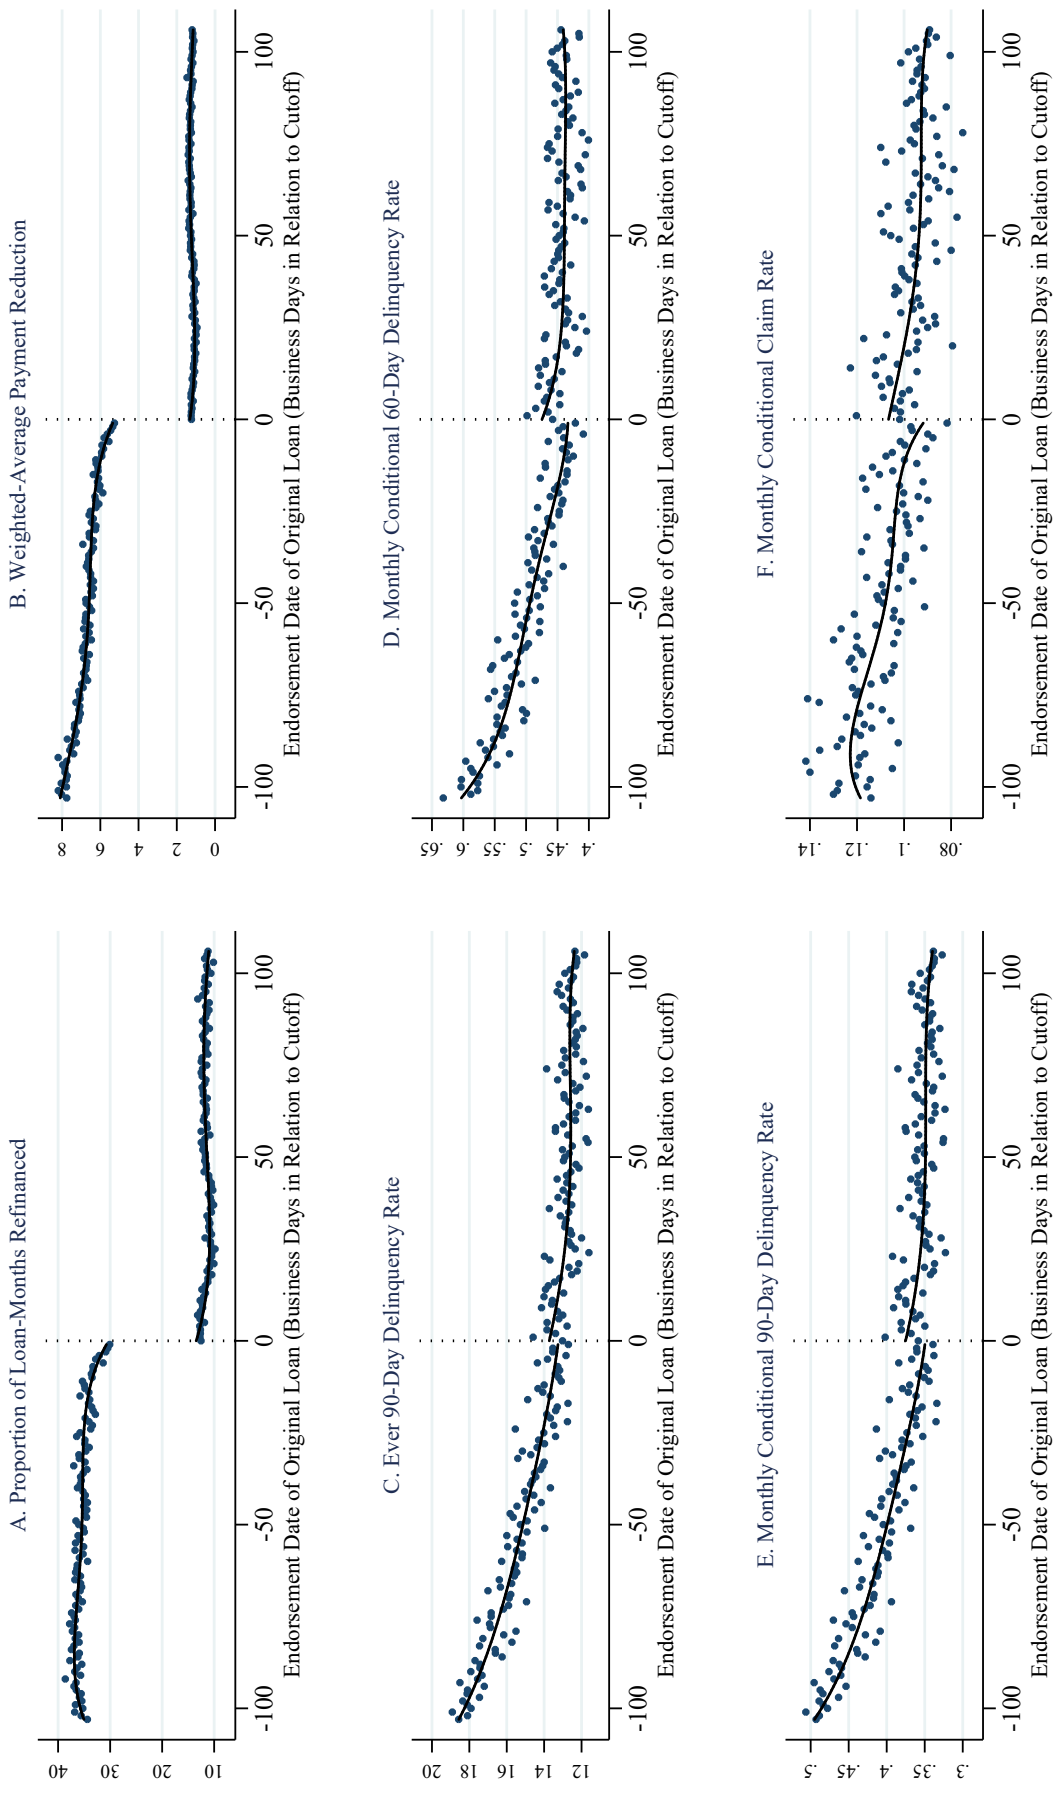 A. Proportion of Loan-Months Refinanced
40
30
20
10
-100 -50 0 50 100
Endorsement Date of Original Loan (Business Days in Relation to Cutoff)
B. Weighted-Average Payment Reduction
8
6
4
2
0
-100 -50 0 50 100
Endorsement Date of Original Loan (Business Days in Relation to Cutoff)
C. Ever 90-Day Delinquency Rate
20
18
16
14
12
-100 -50 0 50 100
Endorsement Date of Original Loan (Business Days in Relation to Cutoff)
D. Monthly Conditional 60-Day Delinquency Rate
.65
.6
.55
.5
.45
.4
-100 -50 0 50 100
Endorsement Date of Original Loan (Business Days in Relation to Cutoff)
E. Monthly Conditional 90-Day Delinquency Rate
.5
.45
.4
.35
.3
-100 -50 0 50 100
Endorsement Date of Original Loan (Business Days in Relation to Cutoff)
F. Monthly Conditional Claim Rate
.14
.12
.1
.08
-100 -50 0 50 100
Endorsement Date of Original Loan (Business Days in Relation to Cutoff)